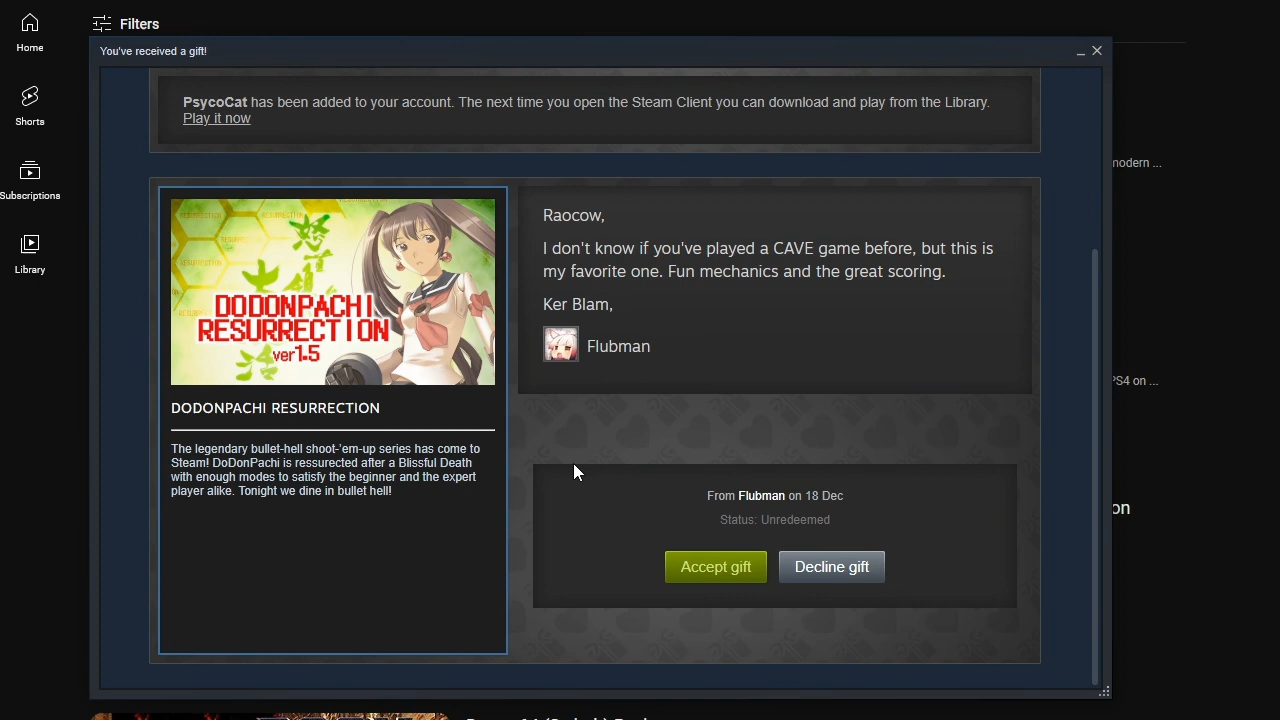 Home
Shorts
Subscriptions
Library
Filters
You've received a gift!
PsycoCat has been added to your account. The next time you open the Steam Client you can download and play from the Library.
Play it now
DODONPACHI
RESURRECTION
ver1.5
DODONPACHI RESURRECTION
The legendary bullet-hell shoot-'em-up series has come to
Steam! DoDonPachi is ressurected after a Blissful Death
with enough modes to satisfy the beginner and the expert
player alike. Tonight we dine in bullet hell!
Raocow,
I don't know if you've played a CAVE game before, but this is
my favorite one. Fun mechanics and the great scoring.
Ker Blam,
Flubman
From Flubman on 18 Dec
Status: Unredeemed
Accept gift
Decline gift
modern ...
PS4 on ...
on